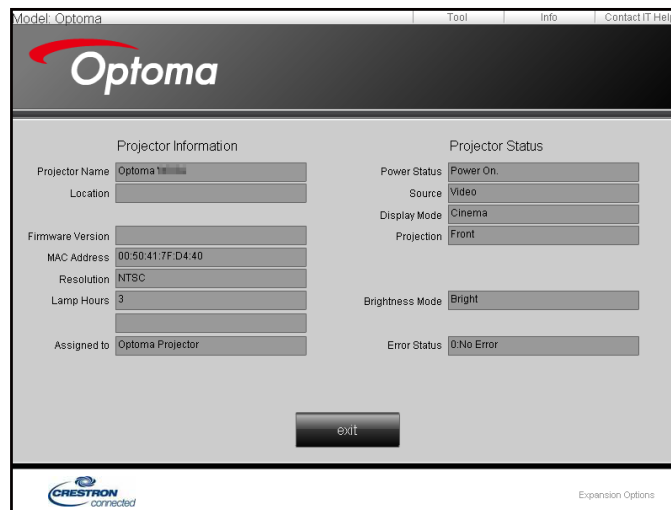 Model: Optoma
Tool
Info
Contact IT Help
Optoma
Projector Information
Projector Name Optoma
Location
Firmware Version
MAC Address 00:50:41:7F:D4:40
Resolution NTSC
Lamp Hours 3
Assigned to Optoma Projector
Projector Status
Power Status Power On.
Source Video
Display Mode Cinema
Projection Front
Brightness Mode Bright
Error Status 0:No Error
exit
CRESTRON
connected
Expansion Options